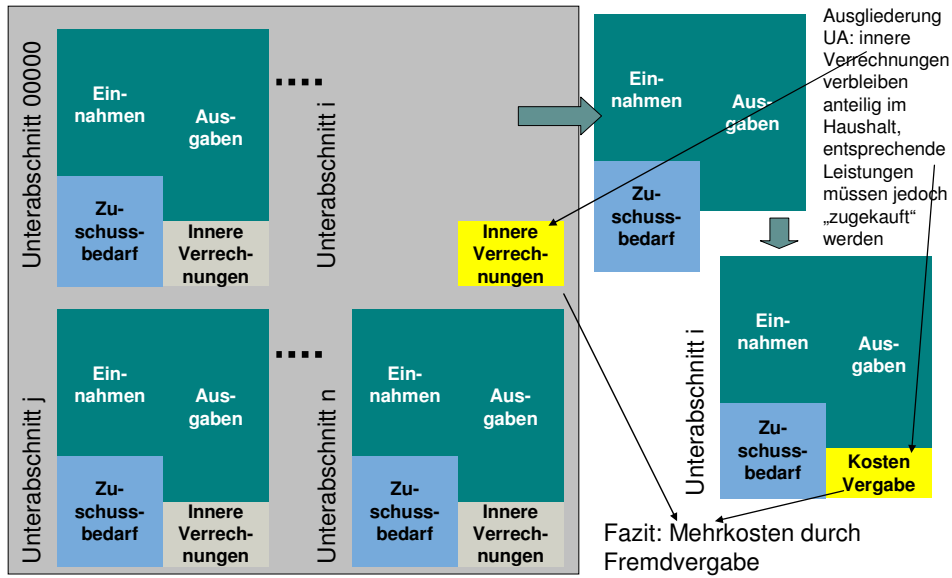 Unterabschnitt 00000
Ein-
nahmen
Aus-
gaben
Zu-
schuss-
bedarf
Innere
Verrech-
nungen
Unterabschnitt i
Innere
Verrech-
nungen
Ein-
nahmen
Aus-
gaben
Zu-
schuss-
bedarf
Ausgliederung
UA: innere
Verrechnungen
verbleiben
anteilig im
Haushalt,
entsprechende
Leistungen
müssen jedoch
„zugekauft“
werden
Unterabschnitt j
Ein-
nahmen
Aus-
gaben
Zu-
schuss-
bedarf
Innere
Verrech-
nungen
Unterabschnitt n
Ein-
nahmen
Aus-
gaben
Zu-
schuss-
bedarf
Innere
Verrech-
nungen
Unterabschnitt i
Ein-
nahmen
Aus-
gaben
Zu-
schuss-
bedarf
Kosten
Vergabe
Fazit: Mehrkosten durch
Fremdvergabe